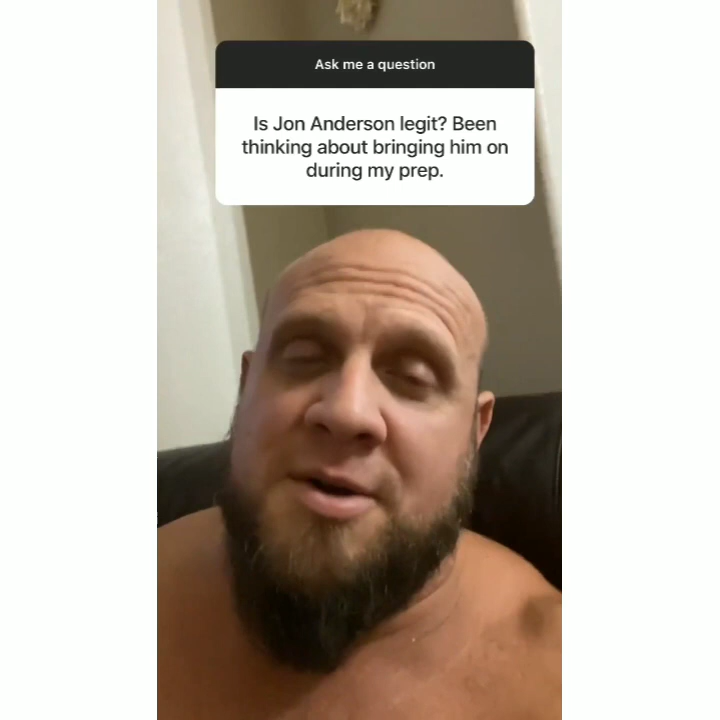 Ask me a question
Is Jon Anderson legit? Been
thinking about bringing him on
during my prep.